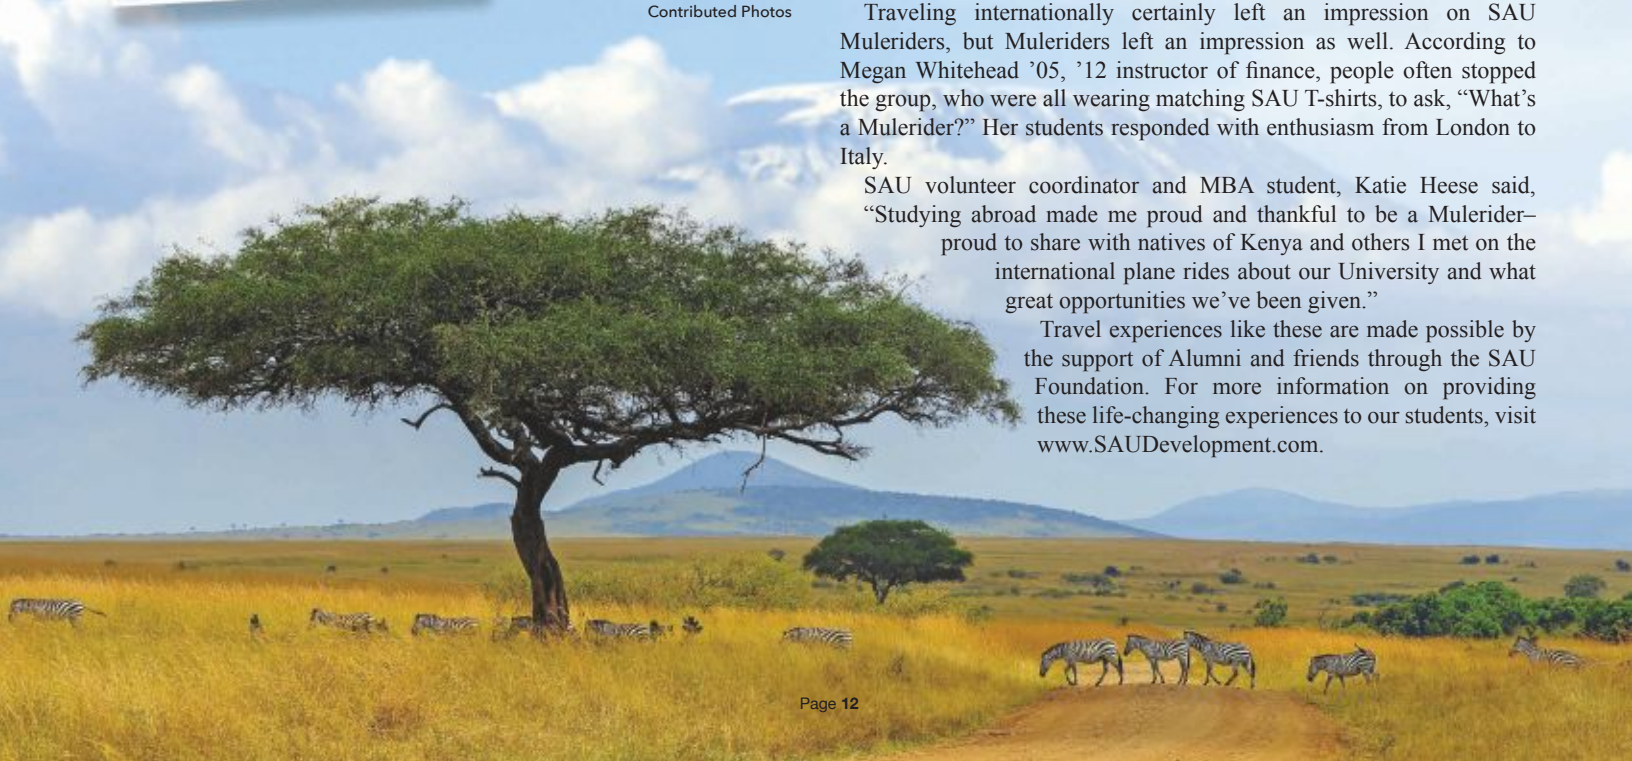 Contributed Photos
Traveling internationally certainly left an impression on SAU
Muleriders, but Muleriders left an impression as well. According to
Megan Whitehead ’05, ’12 instructor of finance, people often stopped
the group, who were all wearing matching SAU T-shirts, to ask, “What’s
a Mulerider?” Her students responded with enthusiasm from London to
Italy.
SAU volunteer coordinator and MBA student, Katie Heese said,
“Studying abroad made me proud and thankful to be a Mulerider–
proud to share with natives of Kenya and others I met on the
international plane rides about our University and what
great opportunities we’ve been given.”
Travel experiences like these are made possible by
the support of Alumni and friends through the SAU
Foundation. For more information on providing
these life-changing experiences to our students, visit
www.SAUDevelopment.com.
Page 12